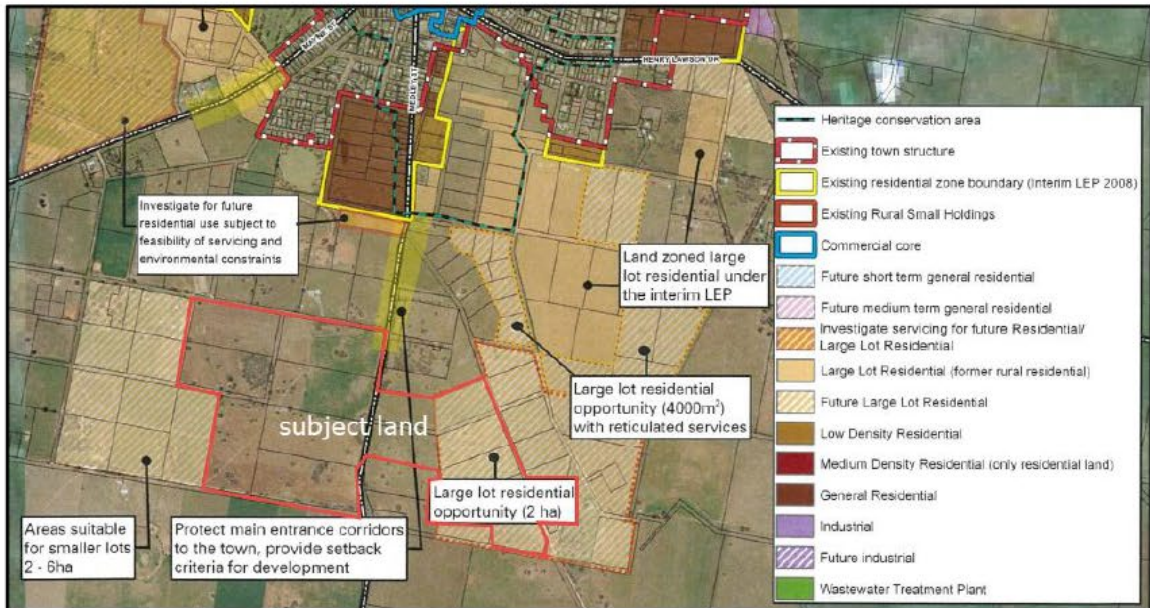 MEDLEY ST
HENRY LAWSON DR
Investigate for future
residential use subject to
feasibility of servicing and
environmental constraints
Land zoned large
lot residential under
the interim LEP
Large lot residential
opportunity (4000m²)
with reticulated services
subject land
Large lot residential
opportunity (2 ha)
Areas suitable
for smaller lots
2 - 6ha
Protect main entrance corridors
to the town, provide setback
criteria for development
Heritage conservation area
Existing town structure
Existing residential zone boundary (Interim LEP 2008)
Existing Rural Small Holdings
Commercial core
Future short term general residential
Future medium term general residential
Investigate servicing for future Residential/
Large Lot Residential
Large Lot Residential (former rural residential)
Future Large Lot Residential
Low Density Residential
Medium Density Residential (only residential land)
General Residential
Industrial
Future industrial
Wastewater Treatment Plant